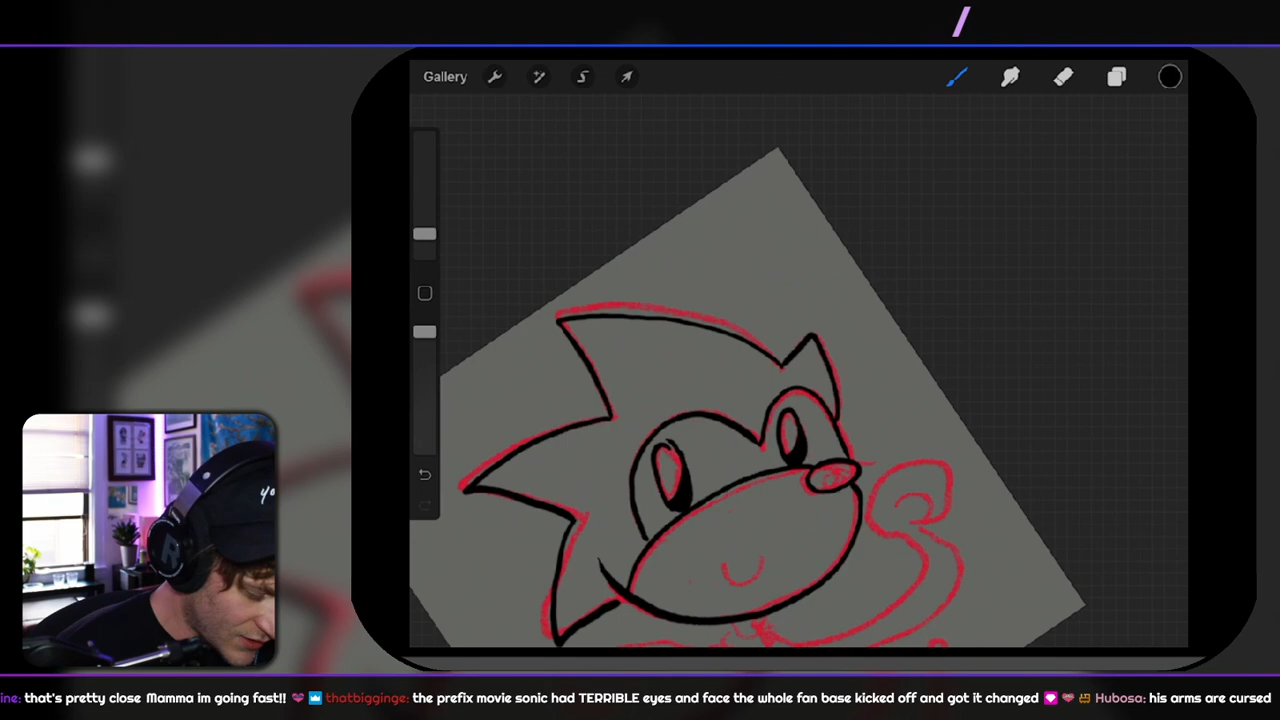 /
Gallery
yo
ine: that's pretty close Mamma im going fast!! thatbigginge: the prefix movie sonic had TERRIBLE eyes and face the whole fan base kicked off and got it changed Hubosa: his arms are cursed